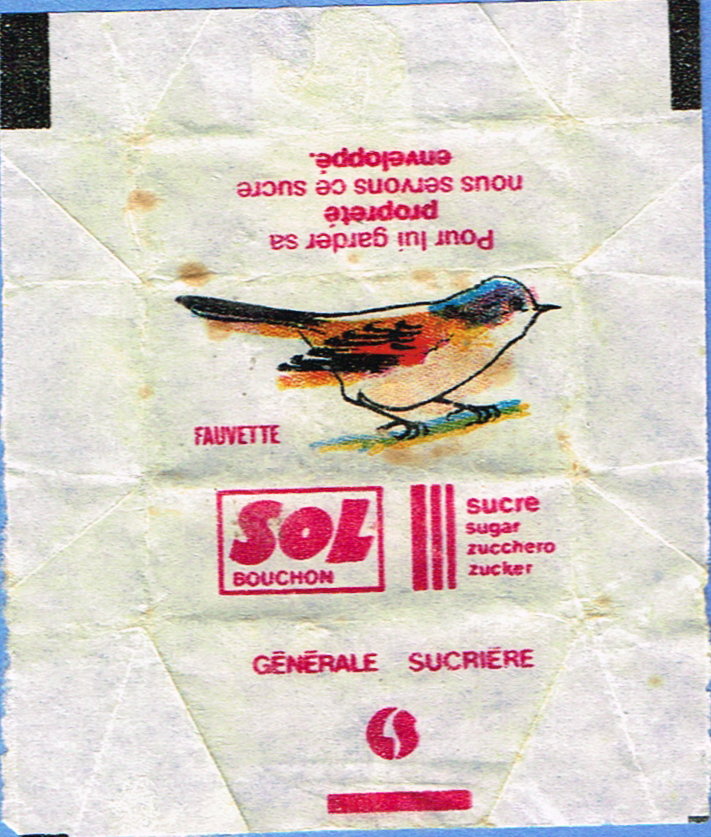 Pour lui garder sa
propreté
nous servons ce sucre
enveloppé.
FAUVETTE
SOL
BOUCHON
sucre
sugar
zucchero
zucker
GÉNÉRALE SUCRIÈRE